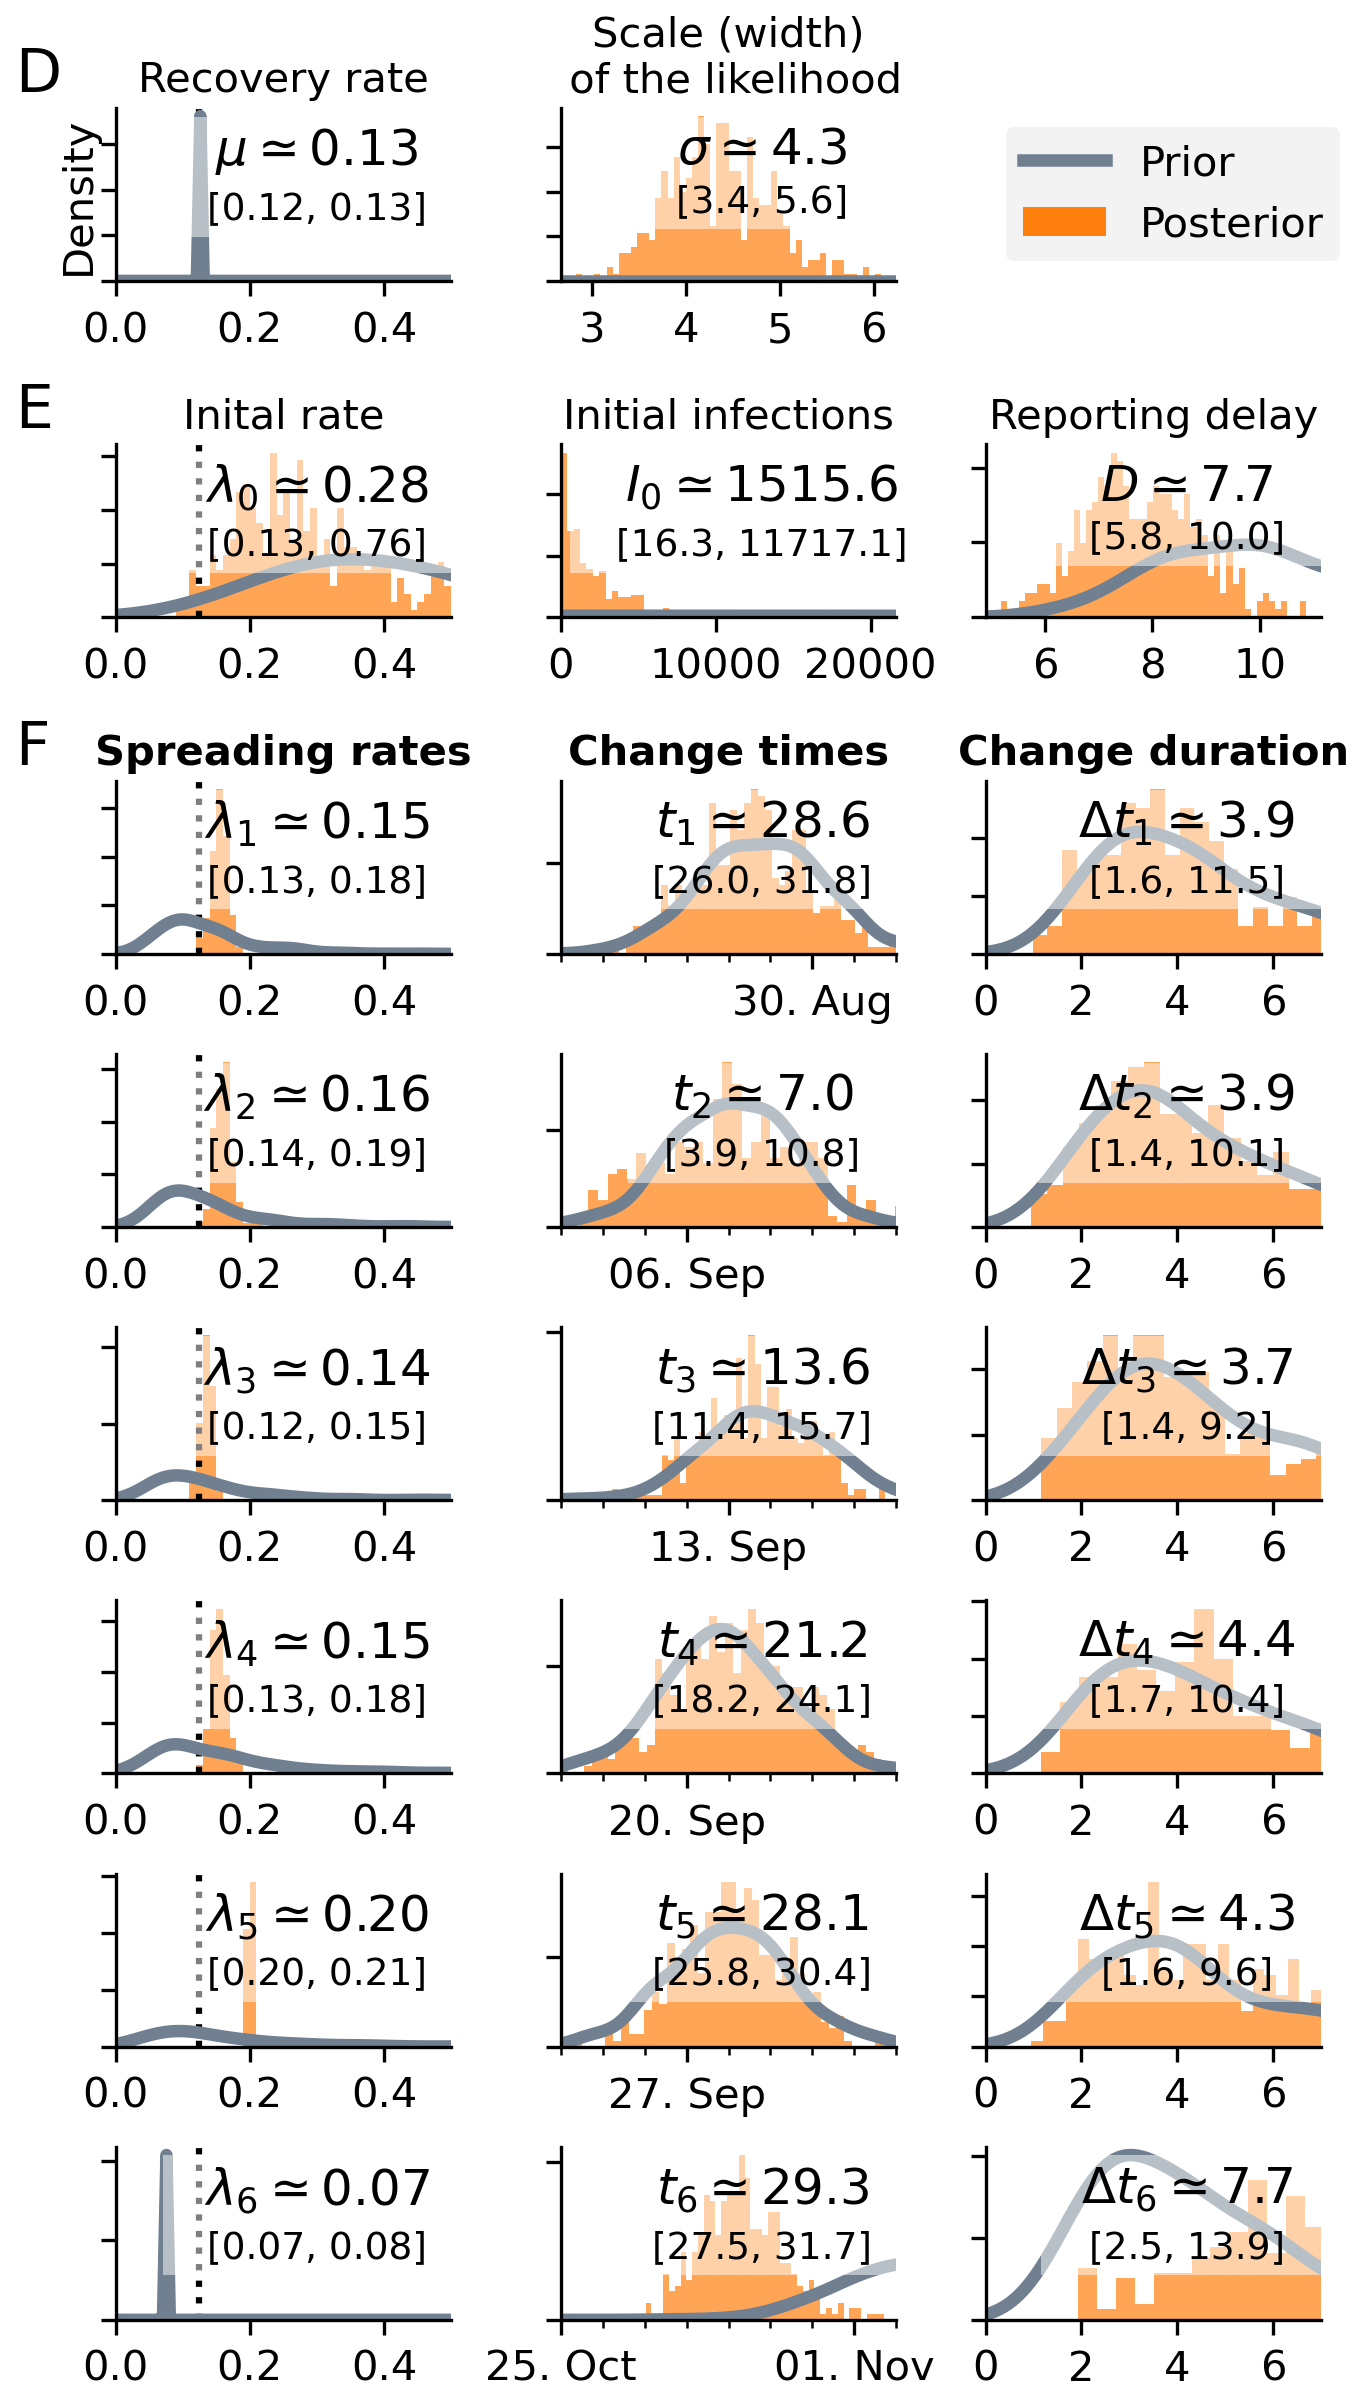 D
Recovery rate
Scale (width)
of the likelihood
Density
μ ≃ 0.13
[0.12, 0.13]
σ ≃ 4.3
[3.4, 5.6]
Prior
Posterior
0.0 0.2 0.4
3 4 5 6
E
Inital rate
Initial infections
Reporting delay
λ0 ≃ 0.28
[0.13, 0.76]
I0 ≃ 1515.6
[16.3, 11717.1]
D ≃ 7.7
[5.8, 10.0]
0.0 0.2 0.4
0 10000 20000
6 8 10
F
Spreading rates
Change times
Change duration
λ1 ≃ 0.15
[0.13, 0.18]
t1 ≃ 28.6
[26.0, 31.8]
Δt1 ≃ 3.9
[1.6, 11.5]
0.0 0.2 0.4
30. Aug
0 2 4 6
λ2 ≃ 0.16
[0.14, 0.19]
t2 ≃ 7.0
[3.9, 10.8]
Δt2 ≃ 3.9
[1.4, 10.1]
0.0 0.2 0.4
06. Sep
0 2 4 6
λ3 ≃ 0.14
[0.12, 0.15]
t3 ≃ 13.6
[11.4, 15.7]
Δt3 ≃ 3.7
[1.4, 9.2]
0.0 0.2 0.4
13. Sep
0 2 4 6
λ4 ≃ 0.15
[0.13, 0.18]
t4 ≃ 21.2
[18.2, 24.1]
Δt4 ≃ 4.4
[1.7, 10.4]
0.0 0.2 0.4
20. Sep
0 2 4 6
λ5 ≃ 0.20
[0.20, 0.21]
t5 ≃ 28.1
[25.8, 30.4]
Δt5 ≃ 4.3
[1.6, 9.6]
0.0 0.2 0.4
27. Sep
0 2 4 6
λ6 ≃ 0.07
[0.07, 0.08]
t6 ≃ 29.3
[27.5, 31.7]
Δt6 ≃ 7.7
[2.5, 13.9]
0.0 0.2 0.4
25. Oct 01. Nov
0 2 4 6